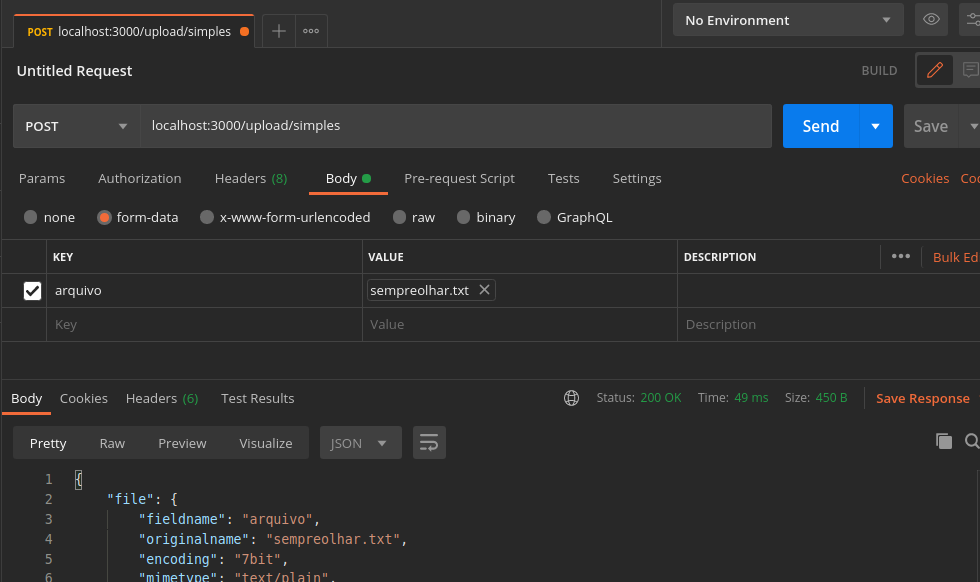 POST localhost:3000/upload/simples
No Environment
Untitled Request
BUILD
POST localhost:3000/upload/simples Send Save
Params Authorization Headers (8) Body Pre-request Script Tests Settings Cookies
none form-data x-www-form-urlencoded raw binary GraphQL
KEY VALUE DESCRIPTION ••• Bulk Ed
arquivo sempreolhar.txt
Key Value Description
Body Cookies Headers (6) Test Results Status: 200 OK Time: 49 ms Size: 450 B Save Response
Pretty Raw Preview Visualize JSON
1 {
2 "file": {
3 "fieldname": "arquivo",
4 "originalname": "sempreolhar.txt",
5 "encoding": "7bit",
6 "mimetype": "text/plain",